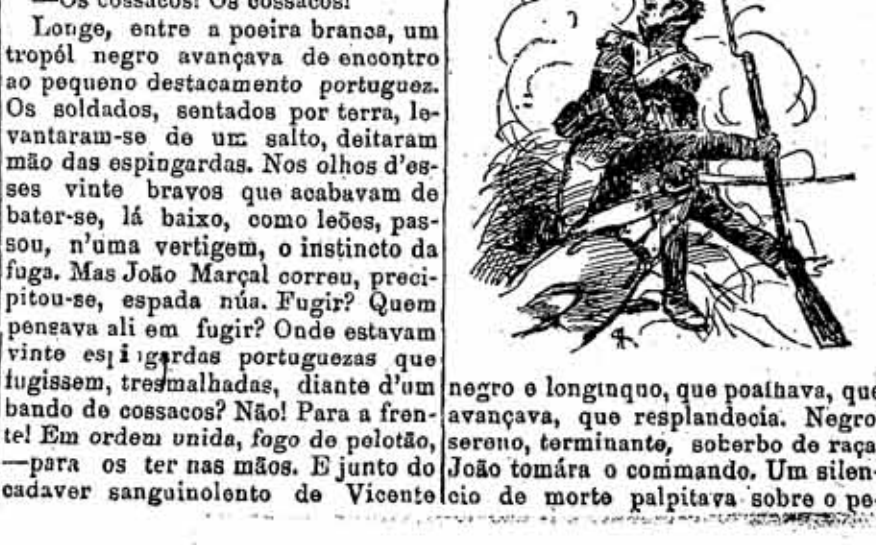 —Os cossacos! Os cossacos!
Longe, entre a poeira branca, um
tropél negro avançava de encontro
ao pequeno destacamento portuguez.
Os soldados, sentados por terra, le-
vantaram-se de um salto, deitaram
mão das espingardas. Nos olhos d'es-
ses vinte bravos que acabavam de
bater-se, lá baixo, como leões, pas-
sou, n'uma vertigem, o instincto da
fuga. Mas João Marçal correu, preci-
pitou-se, espada núa. Fugir? Quem
pensava ali em fugir? Onde estavam
vinte espingardas portuguezas que
fugissem, tresmalhadas, diante d'um
bando de cossacos? Não! Para a fren-
te! Em ordem unida, fogo de pelotão,
—para os ter nas mãos. E junto do
cadaver sanguinolento de Vicente
negro e longinquo, que poalhava, que
avançava, que resplandecia. Negro
sereno, terminante, soberbo de raça
João tomára o commando. Um silen-
cio de morte palpitava sobre o pe-